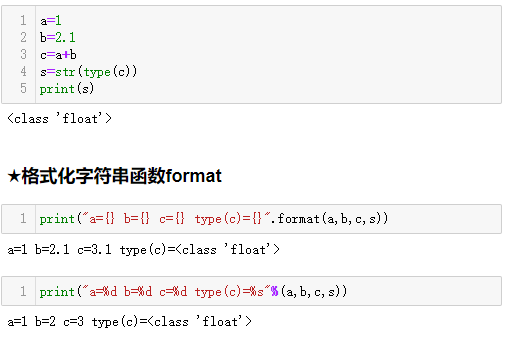 1 a=1
2 b=2.1
3 c=a+b
4 s=str(type(c))
5 print(s)
<class 'float'>
★格式化字符串函数format
1 print("a={} b={} c={} type(c)={}".format(a,b,c,s))
a=1 b=2.1 c=3.1 type(c)=<class 'float'>
1 print("a=%d b=%d c=%d type(c)=%s"%(a,b,c,s))
a=1 b=2 c=3 type(c)=<class 'float'>